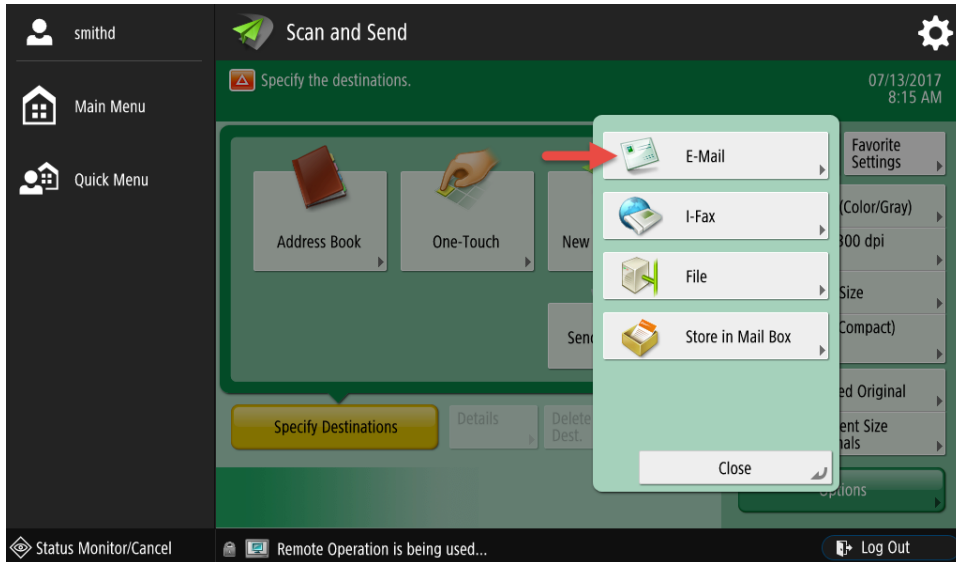 smithd
Main Menu
Quick Menu
Status Monitor/Cancel
Scan and Send
Specify the destinations.
07/13/2017
8:15 AM
Address Book
One-Touch
New
Send
Specify Destinations
Details
Delete
Dest.
E-Mail
I-Fax
File
Store in Mail Box
Close
Favorite
Settings
(Color/Gray)
300 dpi
Size
Compact)
ed Original
ent Size
nals
Options
Remote Operation is being used...
Log Out